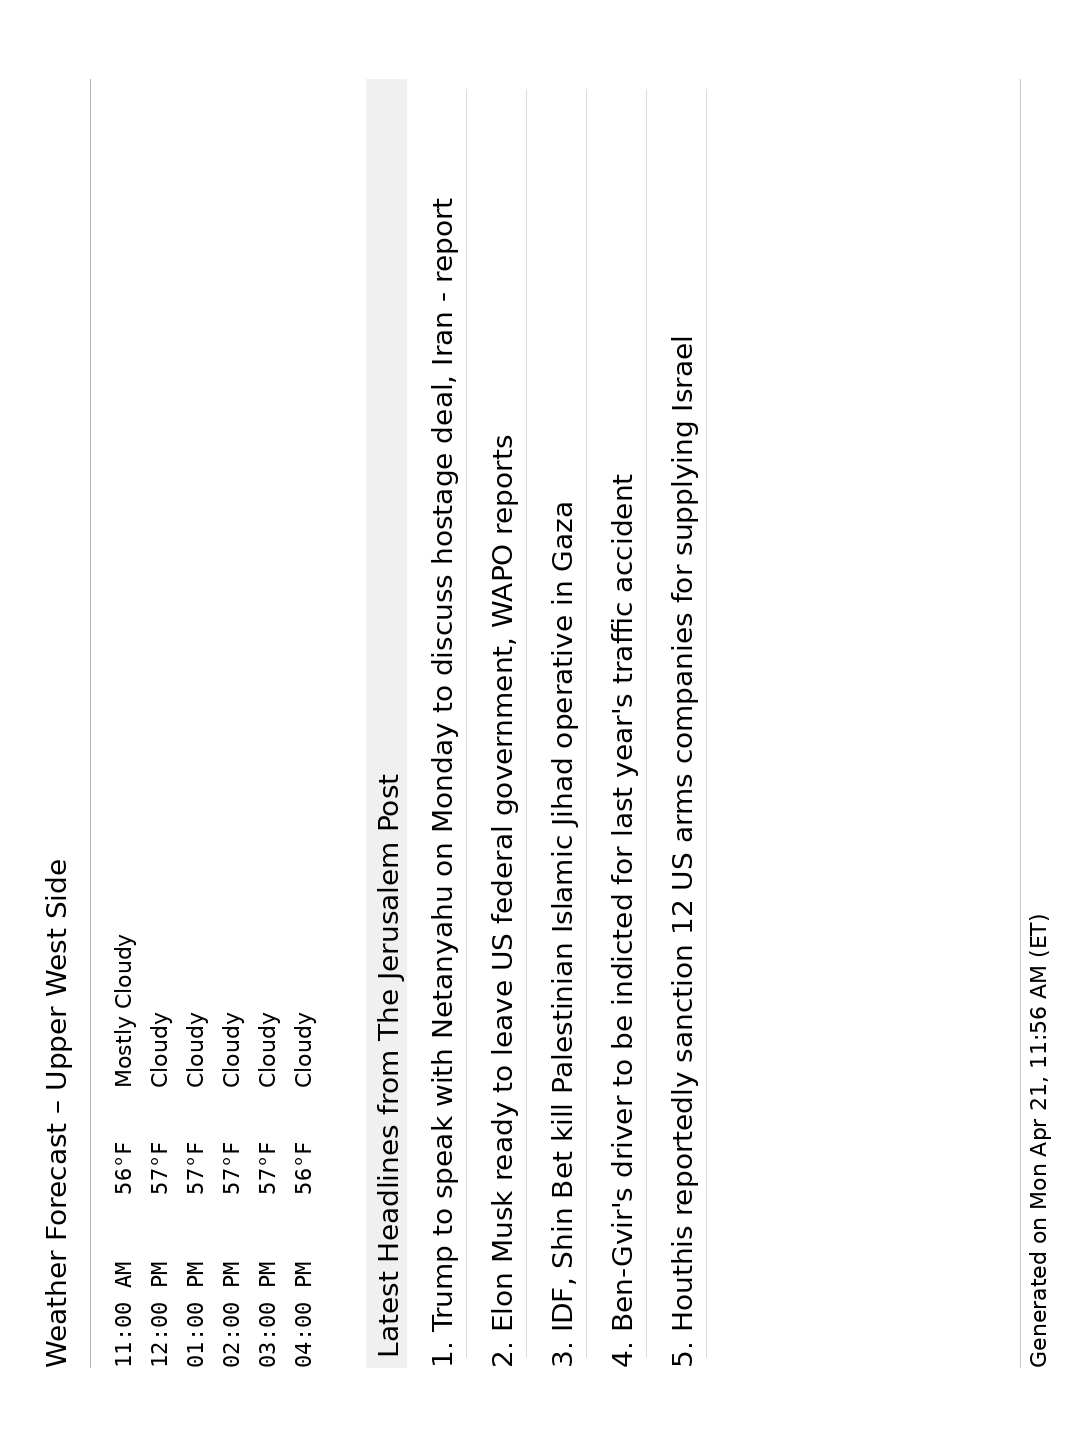 Weather Forecast – Upper West Side
11:00 AM 56°F Mostly Cloudy
12:00 PM 57°F Cloudy
01:00 PM 57°F Cloudy
02:00 PM 57°F Cloudy
03:00 PM 57°F Cloudy
04:00 PM 56°F Cloudy
Latest Headlines from The Jerusalem Post
1. Trump to speak with Netanyahu on Monday to discuss hostage deal, Iran - report
2. Elon Musk ready to leave US federal government, WAPO reports
3. IDF, Shin Bet kill Palestinian Islamic Jihad operative in Gaza
4. Ben-Gvir's driver to be indicted for last year's traffic accident
5. Houthis reportedly sanction 12 US arms companies for supplying Israel
Generated on Mon Apr 21, 11:56 AM (ET)